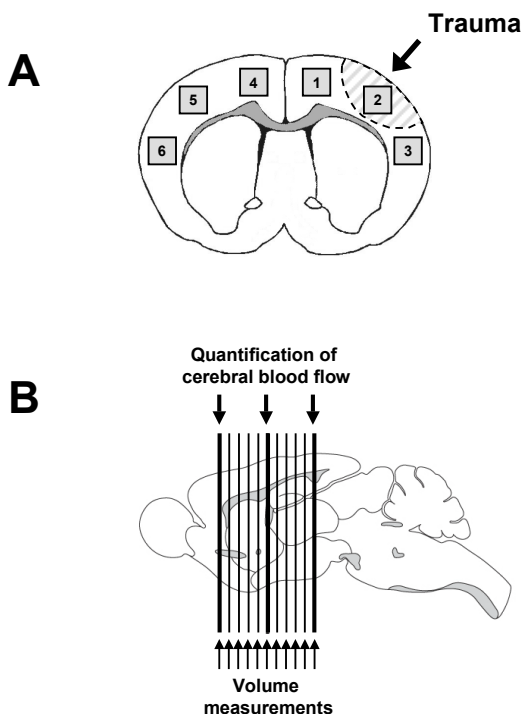 Trauma
A
4
1
5
2
6
3
Quantification of
cerebral blood flow
B
Volume
measurements